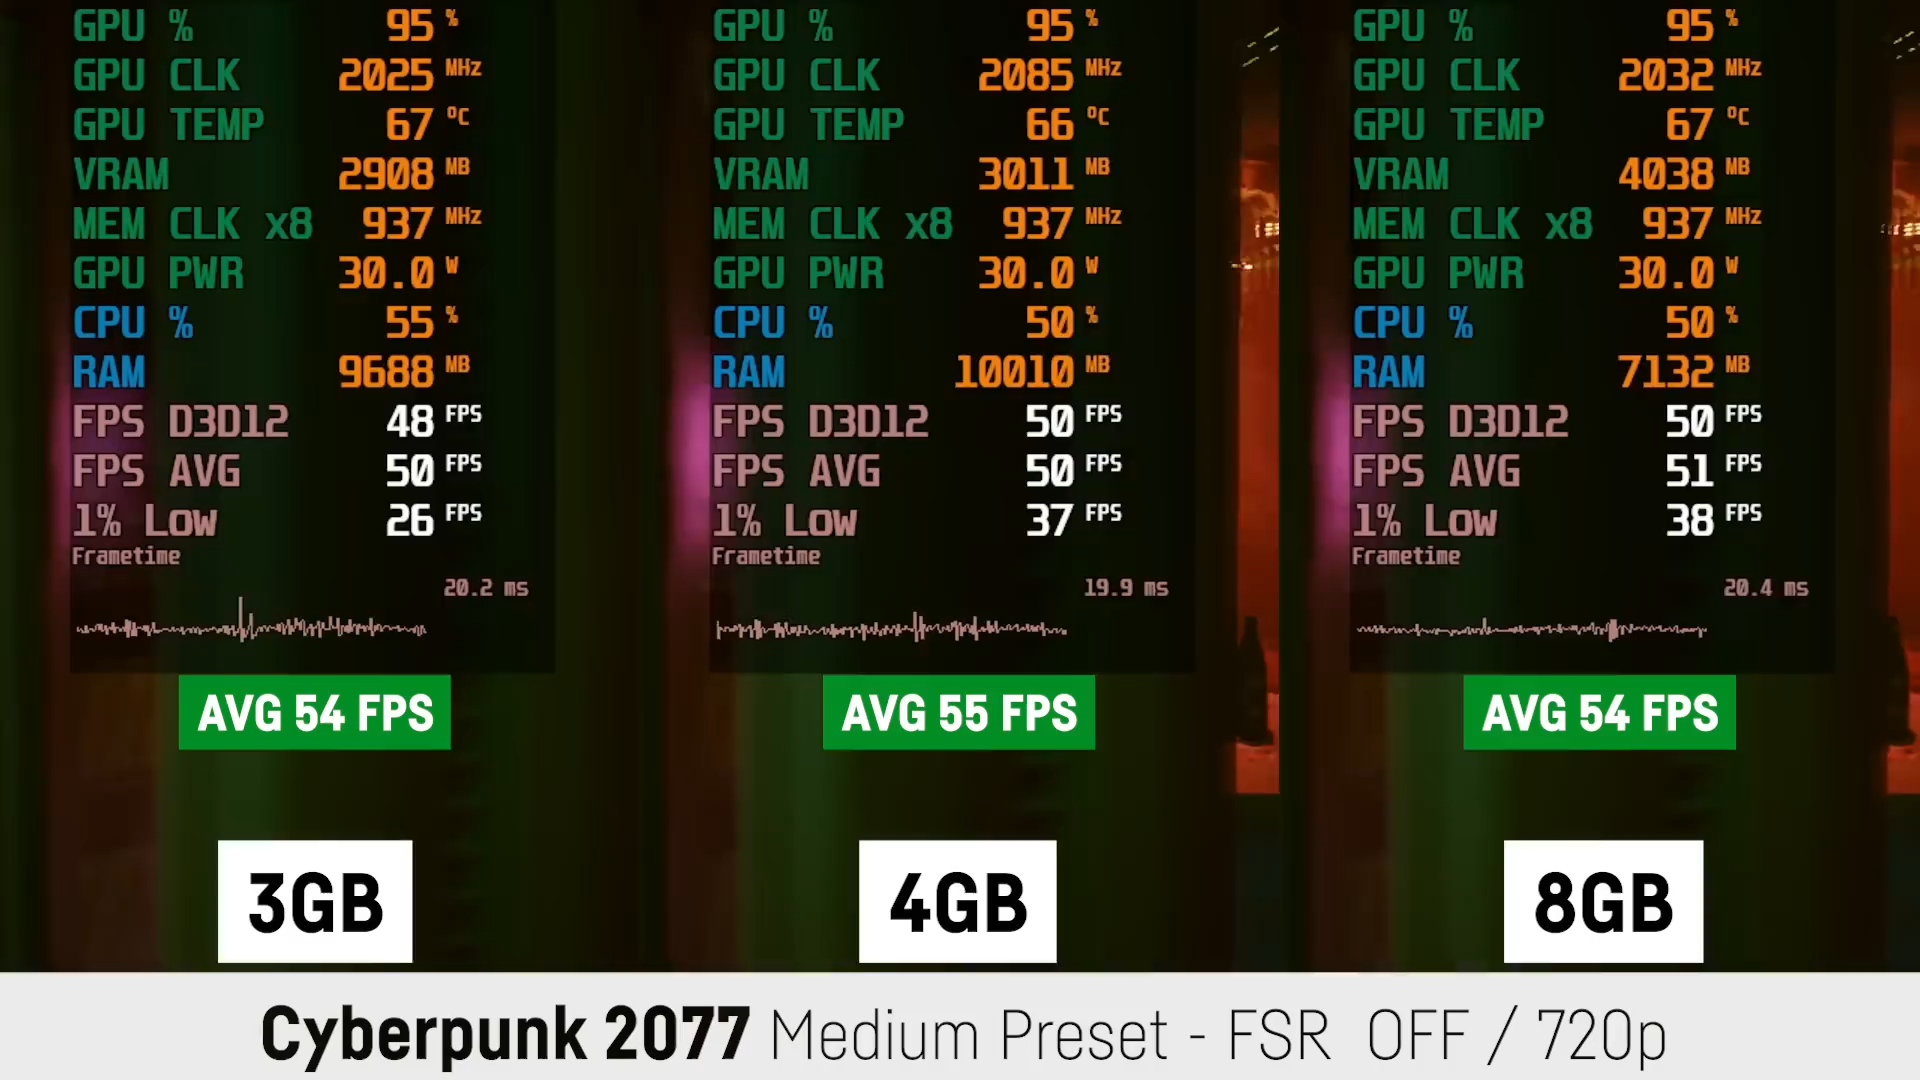 GPU % 95 %
GPU CLK 2025 MHz
GPU TEMP 67 °C
VRAM 2908 MB
MEM CLK x8 937 MHz
GPU PWR 30.0 W
CPU % 55 %
RAM 9688 MB
FPS D3D12 48 FPS
FPS AVG 50 FPS
1% Low 26 FPS
Frametime
20.2 ms
AVG 54 FPS
3GB
GPU % 95 %
GPU CLK 2085 MHz
GPU TEMP 66 °C
VRAM 3011 MB
MEM CLK x8 937 MHz
GPU PWR 30.0 W
CPU % 50 %
RAM 10010 MB
FPS D3D12 50 FPS
FPS AVG 50 FPS
1% Low 37 FPS
Frametime
19.9 ms
AVG 55 FPS
4GB
GPU % 95 %
GPU CLK 2032 MHz
GPU TEMP 67 °C
VRAM 4038 MB
MEM CLK x8 937 MHz
GPU PWR 30.0 W
CPU % 50 %
RAM 7132 MB
FPS D3D12 50 FPS
FPS AVG 51 FPS
1% Low 38 FPS
Frametime
20.4 ms
AVG 54 FPS
8GB
Cyberpunk 2077 Medium Preset - FSR OFF / 720p